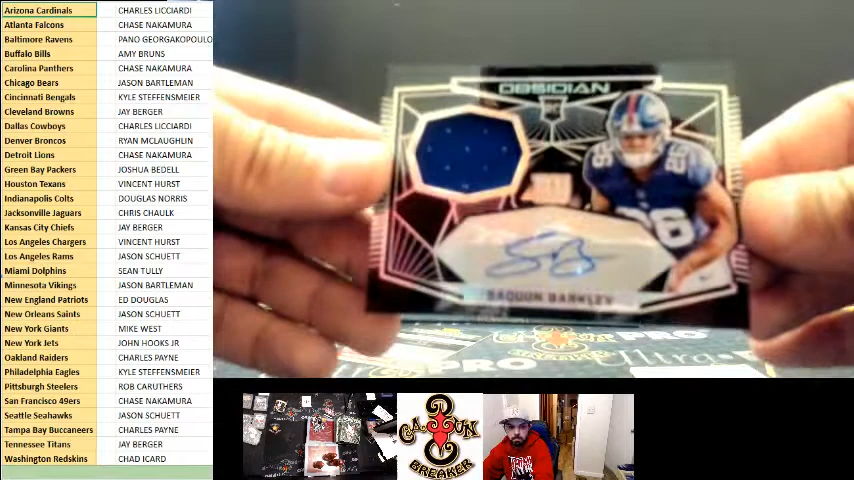 Arizona Cardinals CHARLES LICCIARDI
Atlanta Falcons CHASE NAKAMURA
Baltimore Ravens PANO GEORGAKOPOULO
Buffalo Bills AMY BRUNS
Carolina Panthers CHASE NAKAMURA
Chicago Bears JASON BARTLEMAN
Cincinnati Bengals KYLE STEFFENSMEIER
Cleveland Browns JAY BERGER
Dallas Cowboys CHARLES LICCIARDI
Denver Broncos RYAN MCLAUGHLIN
Detroit Lions CHASE NAKAMURA
Green Bay Packers JOSHUA BEDELL
Houston Texans VINCENT HURST
Indianapolis Colts DOUGLAS NORRIS
Jacksonville Jaguars CHRIS CHAULK
Kansas City Chiefs JAY BERGER
Los Angeles Chargers VINCENT HURST
Los Angeles Rams JASON SCHUETT
Miami Dolphins SEAN TULLY
Minnesota Vikings JASON BARTLEMAN
New England Patriots ED DOUGLAS
New Orleans Saints JASON SCHUETT
New York Giants MIKE WEST
New York Jets JOHN HOOKS JR
Oakland Raiders CHARLES PAYNE
Philadelphia Eagles KYLE STEFFENSMEIER
Pittsburgh Steelers ROB CARUTHERS
San Francisco 49ers CHASE NAKAMURA
Seattle Seahawks JASON SCHUETT
Tampa Bay Buccaneers CHARLES PAYNE
Tennessee Titans JAY BERGER
Washington Redskins CHAD ICARD
OBSIDIAN
26
26
SAQUON BARKLEY
PRO
PRO
Ultra
CAJUN
BREAKER